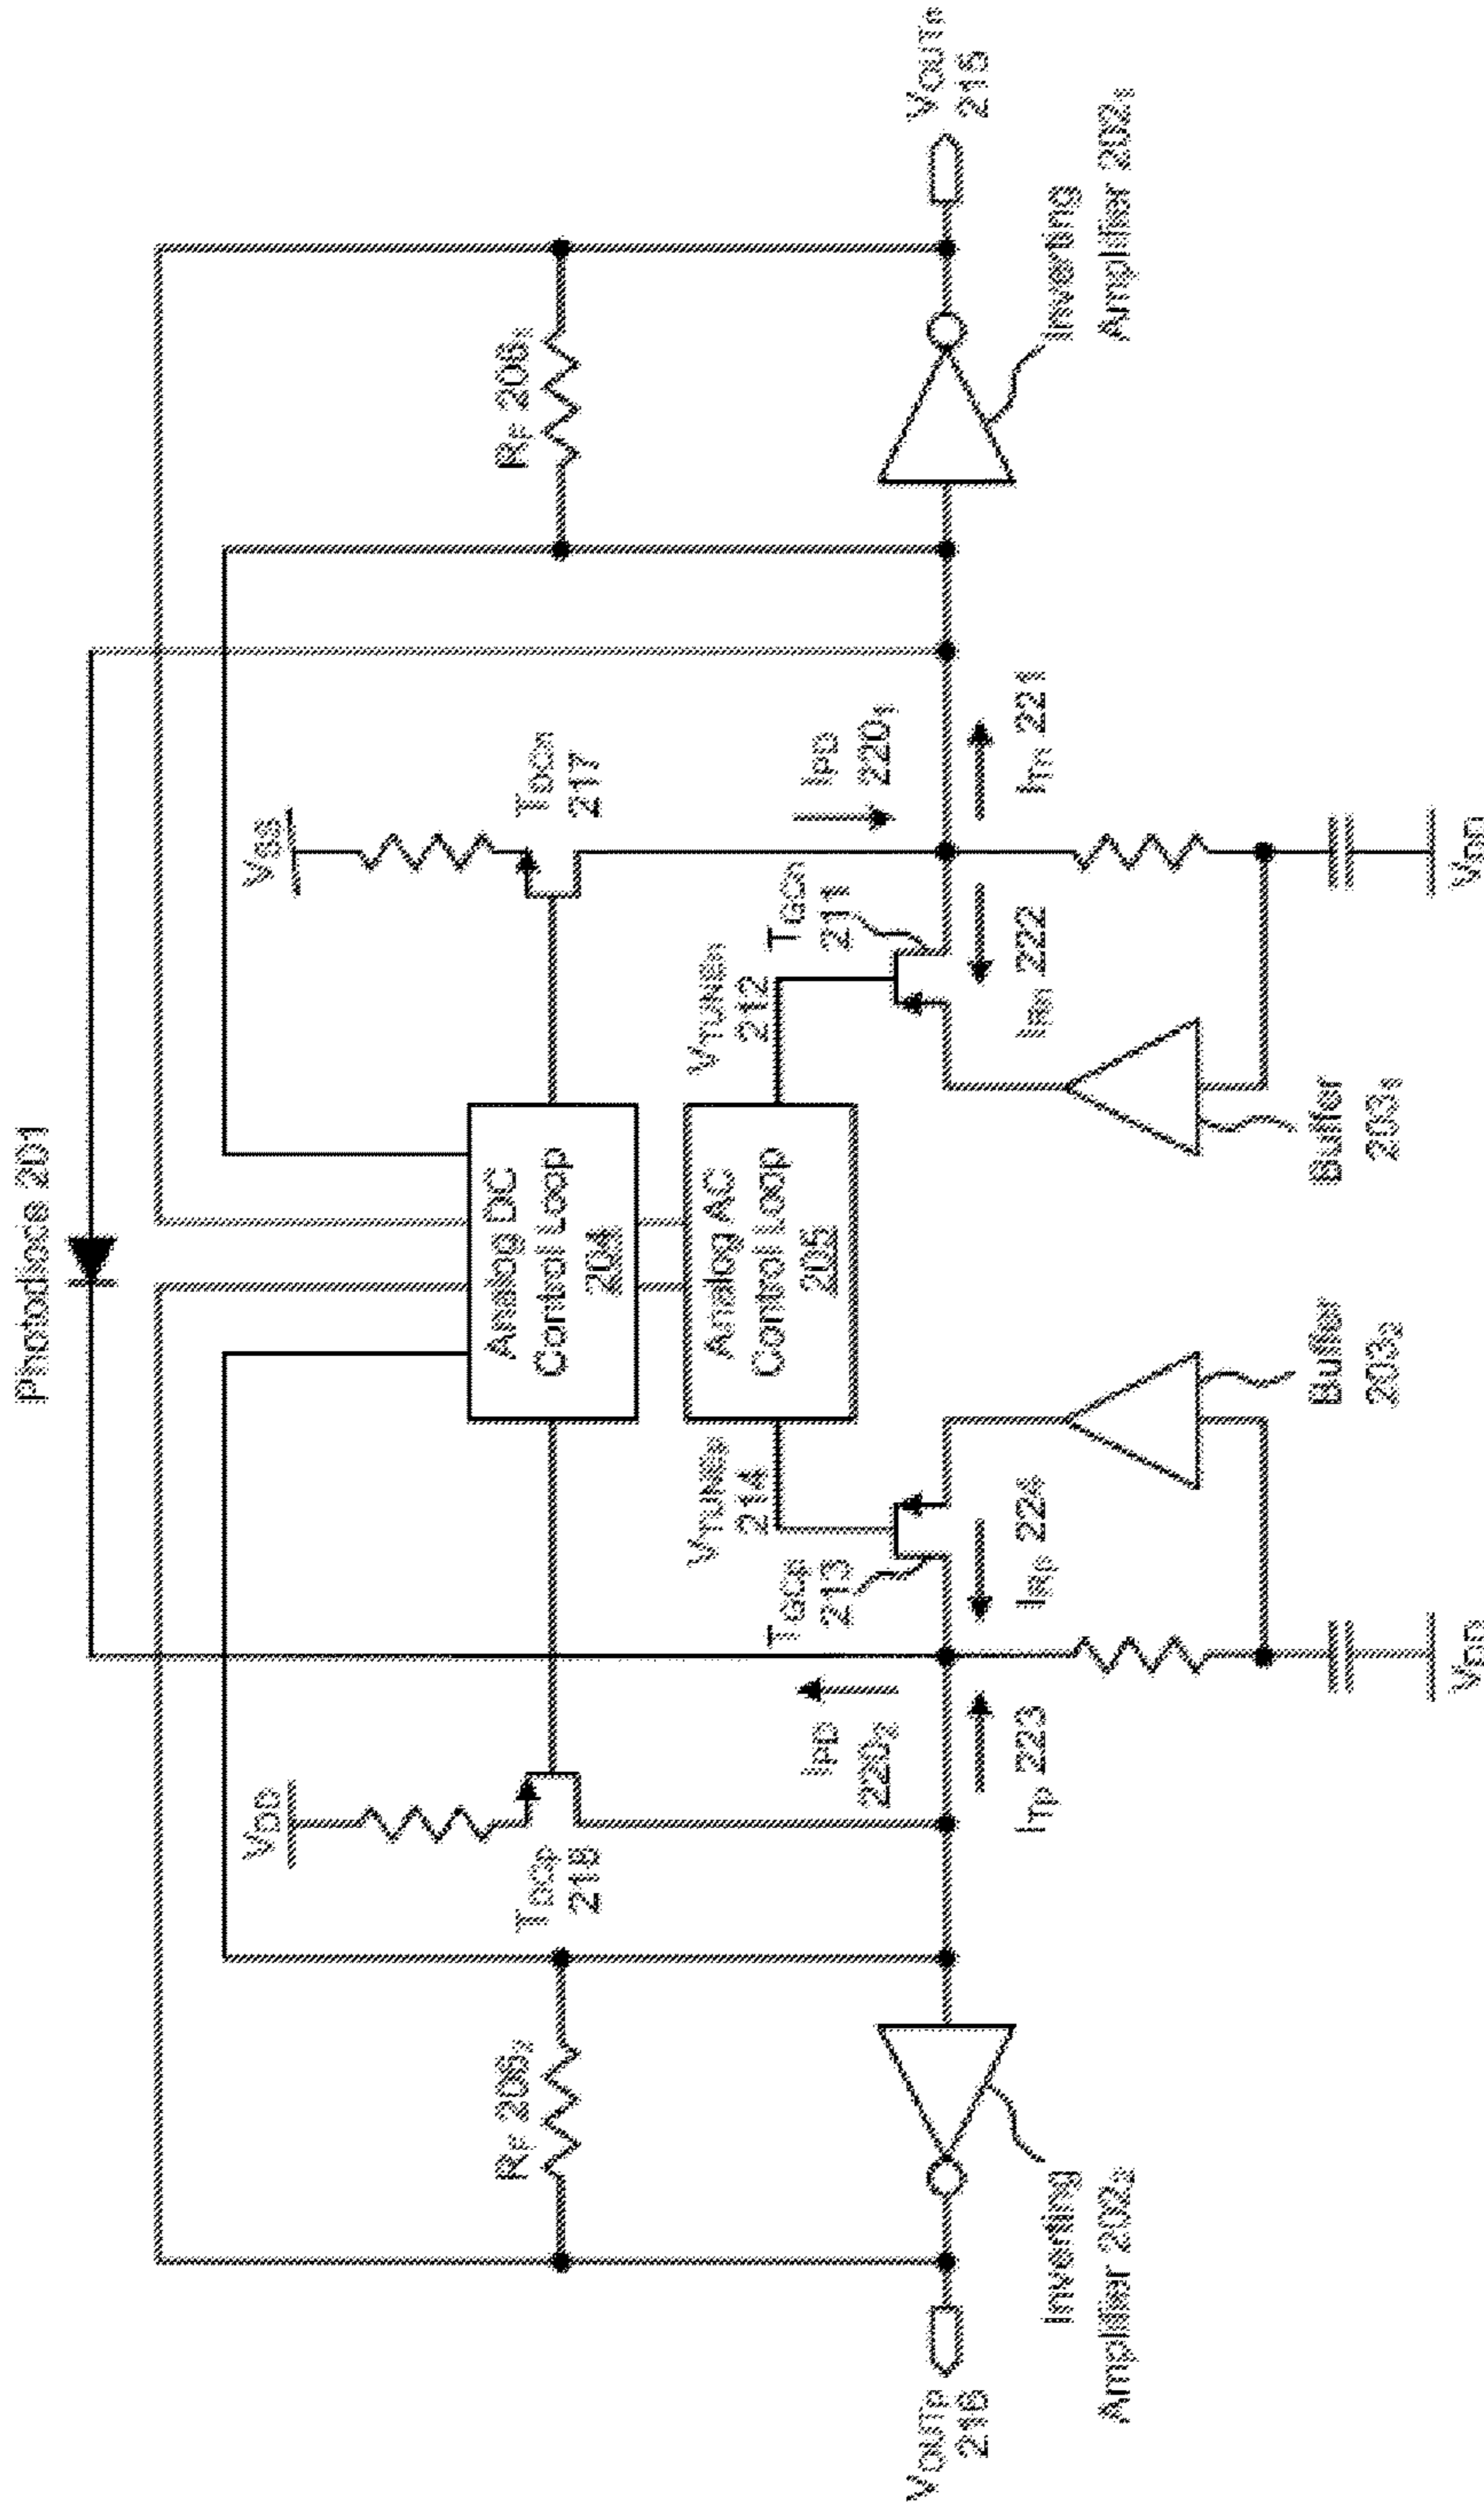 Photodiode 201
VSS
VDD
TDCn
217
TDCp
218
RF 206₁
RF 206₂
Analog DC
Control Loop
204
Analog AC
Control Loop
205
VTUNEn
212
VTUNEp
214
TGCn
211
TGCp
213
IPD
220₁
IPD
220₂
ITn 221
IRn 222
ITp 223
IRp 224
VOUTn
215
VOUTp
216
Inverting
Amplifier 202₁
Inverting
Amplifier 202₂
Buffer
203₁
Buffer
203₂
VDD
VDD